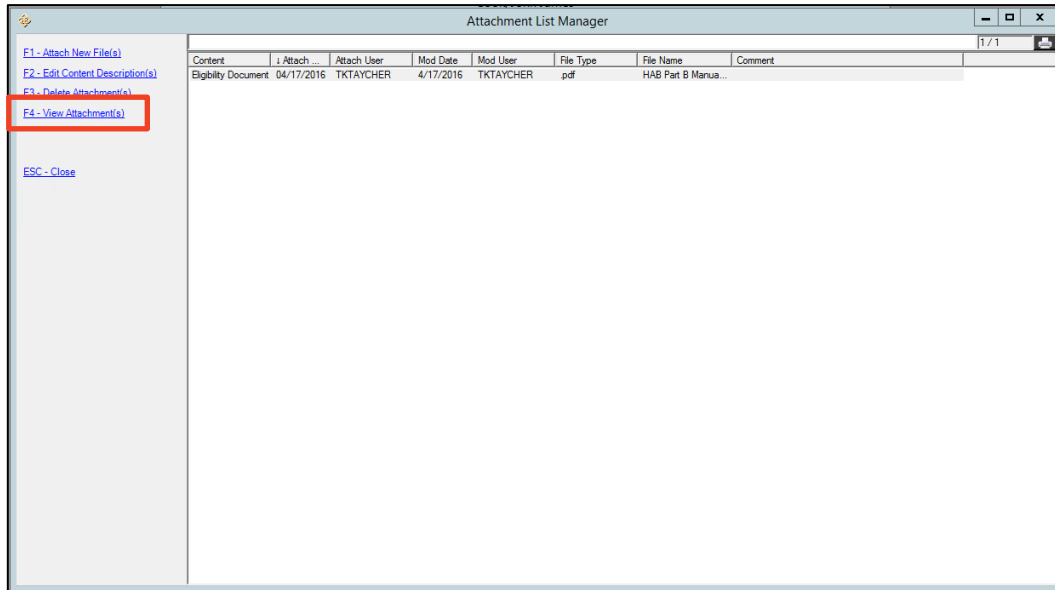 Attachment List Manager
F1 - Attach New File(s)
F2 - Edit Content Description(s)
F3 - Delete Attachment(s)
F4 - View Attachment(s)
ESC - Close
1 / 1
Content ↓ Attach ... Attach User Mod Date Mod User File Type File Name Comment
Eligibility Document 04/17/2016 TKTAYCHER 4/17/2016 TKTAYCHER .pdf HAB Part B Manua...